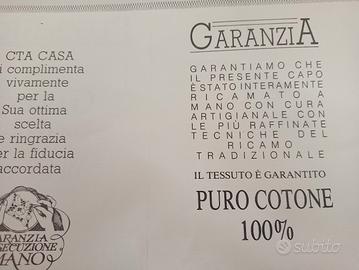 CTA CASA
i complimenta
vivamente
per la
Sua ottima
scelta
e ringrazia
er la fiducia
accordata
ARANZIA
SECUZIONE
MANO
GARANZIA
GARANTIAMO CHE
IL PRESENTE CAPO
È STATO INTERAMENTE
RICAMATO A
MANO CON CURA
ARTIGIANALE CON
LE PIÙ RAFFINATE
TECNICHE DEL
RICAMO
TRADIZIONALE
IL TESSUTO È GARANTITO
PURO COTONE
100%
subito